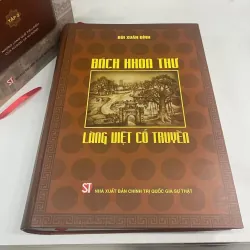 BÙI XUÂN ĐÍNH
BÁCH KHOA THƯ
LÀNG VIỆT CỔ TRUYỀN
ST
NHÀ XUẤT BẢN CHÍNH TRỊ QUỐC GIA SỰ THẬT